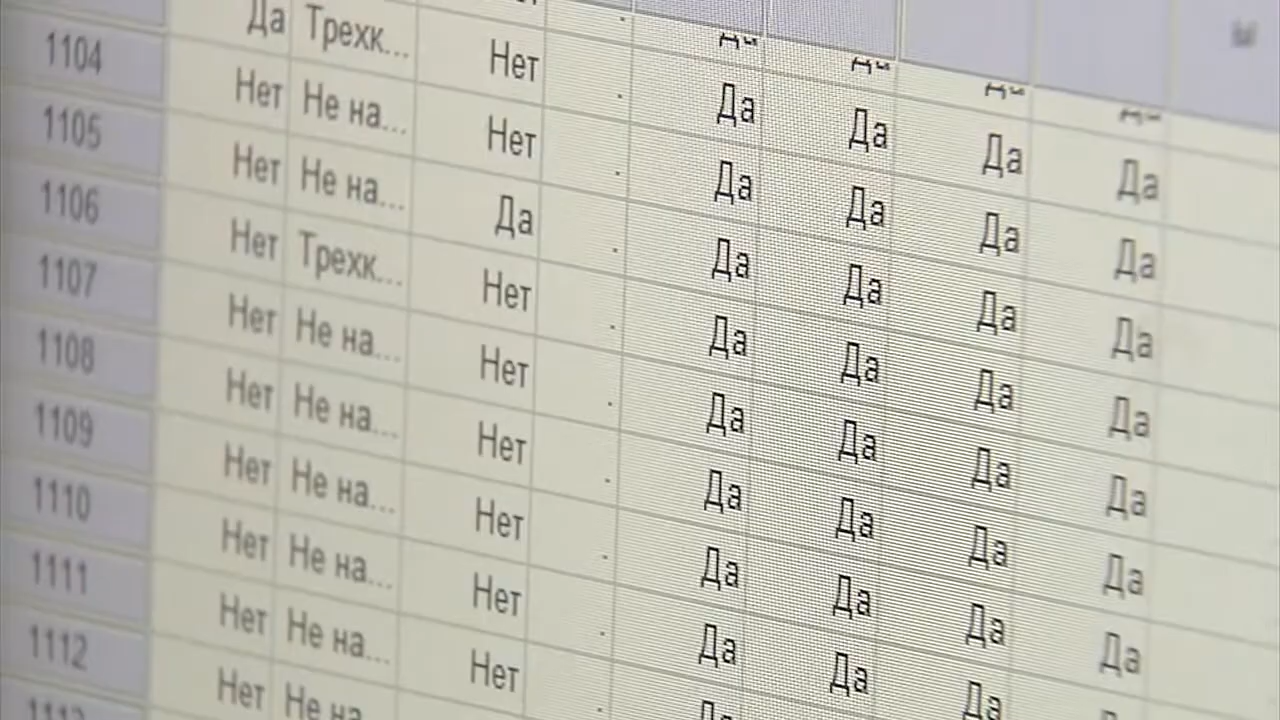 Да Трехк... Нет . Да Да Да Да
1104 Нет Не на... Нет . Да Да Да Да
1105 Нет Не на... Да . Да Да Да Да
1106 Нет Трехк... Нет . Да Да Да Да
1107 Нет Не на... Нет . Да Да Да Да
1108 Нет Не на... Нет . Да Да Да Да
1109 Нет Не на... Нет . Да Да Да Да
1110 Нет Не на... Нет . Да Да Да
1111 Нет Не на... Нет .
1112 Нет Не на